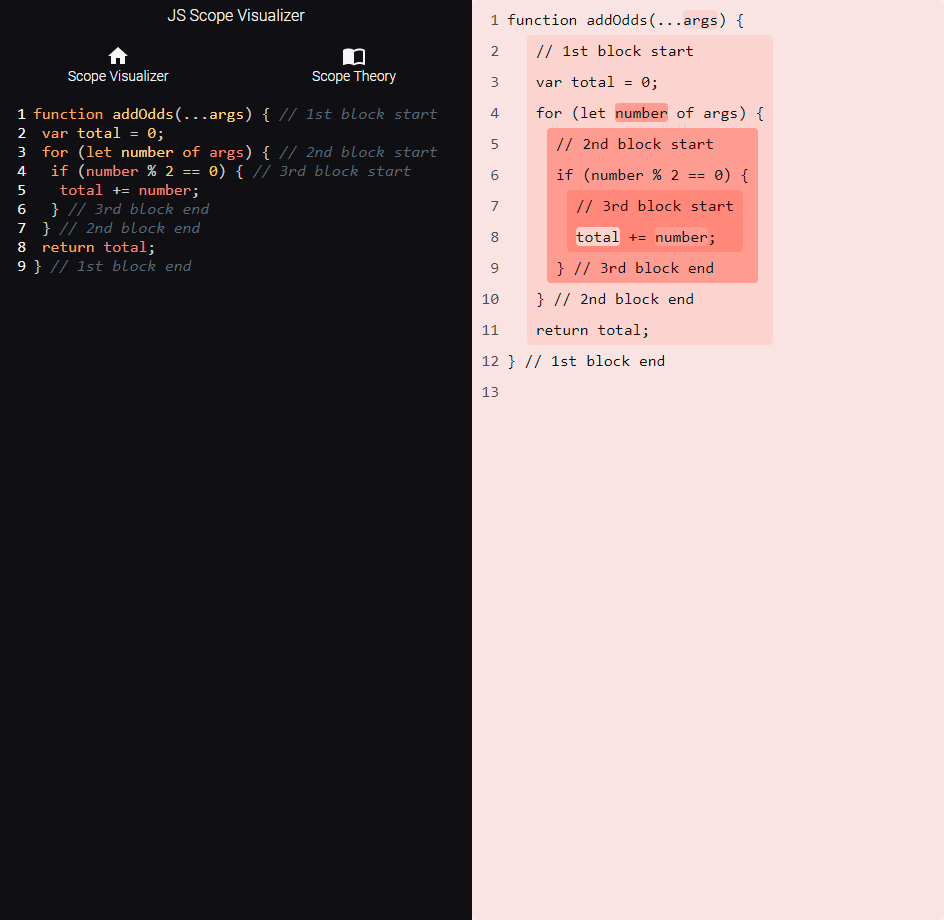 JS Scope Visualizer
Scope Visualizer
Scope Theory
1 function addOdds(...args) { // 1st block start
2 var total = 0;
3 for (let number of args) { // 2nd block start
4 if (number % 2 == 0) { // 3rd block start
5 total += number;
6 } // 3rd block end
7 } // 2nd block end
8 return total;
9 } // 1st block end
1 function addOdds(...args) {
2 // 1st block start
3 var total = 0;
4 for (let number of args) {
5 // 2nd block start
6 if (number % 2 == 0) {
7 // 3rd block start
8 total += number;
9 } // 3rd block end
10 } // 2nd block end
11 return total;
12 } // 1st block end
13